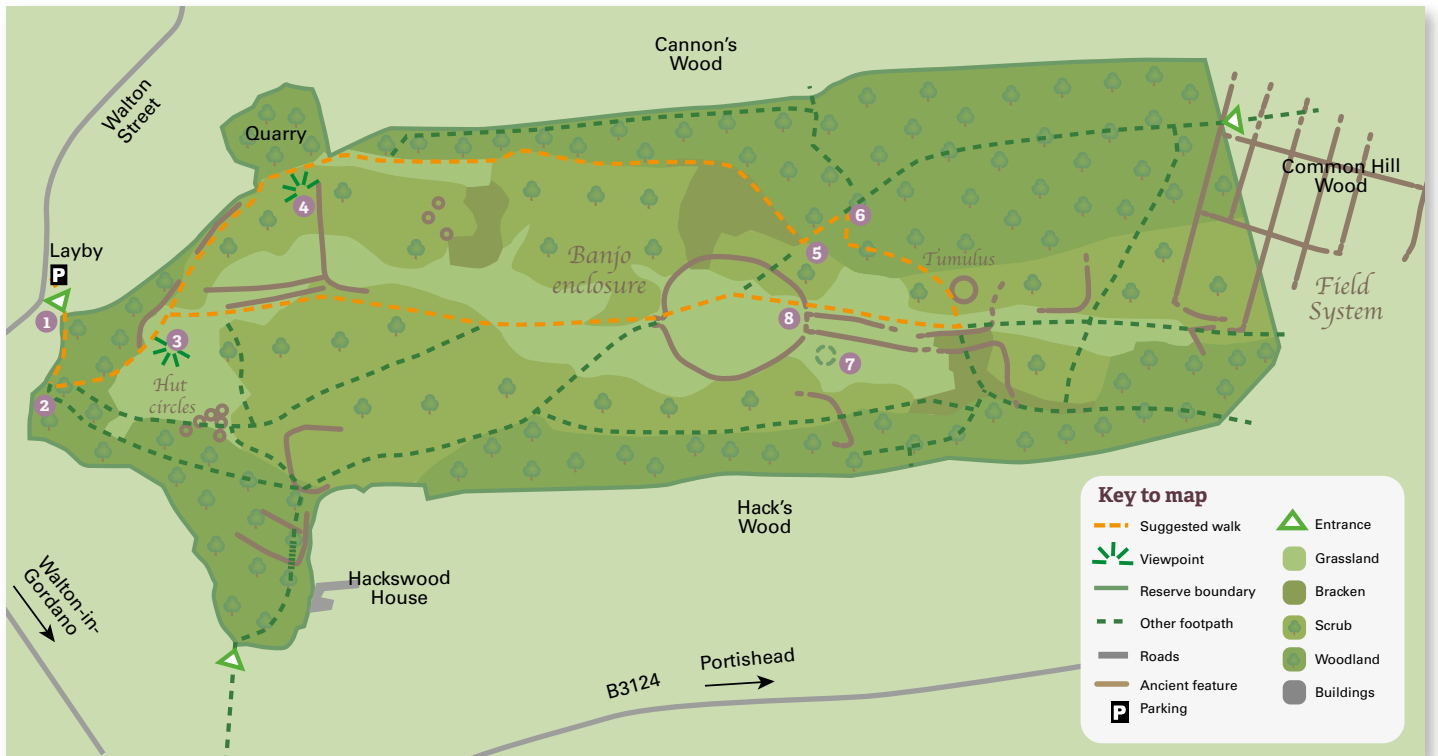 Cannon's
Wood
Walton
Street
Quarry
Common Hill
Wood
4
6
5
Layby
P
Banjo
enclosure
Tumulus
Field
System
1
3
8
7
2
Hut
circles
Hack's
Wood
Walton-in-
Gordano
Hackswood
House
B3124
Portishead
Key to map
Suggested walk
Viewpoint
Reserve boundary
Other footpath
Roads
Ancient feature
P Parking
Entrance
Grassland
Bracken
Scrub
Woodland
Buildings